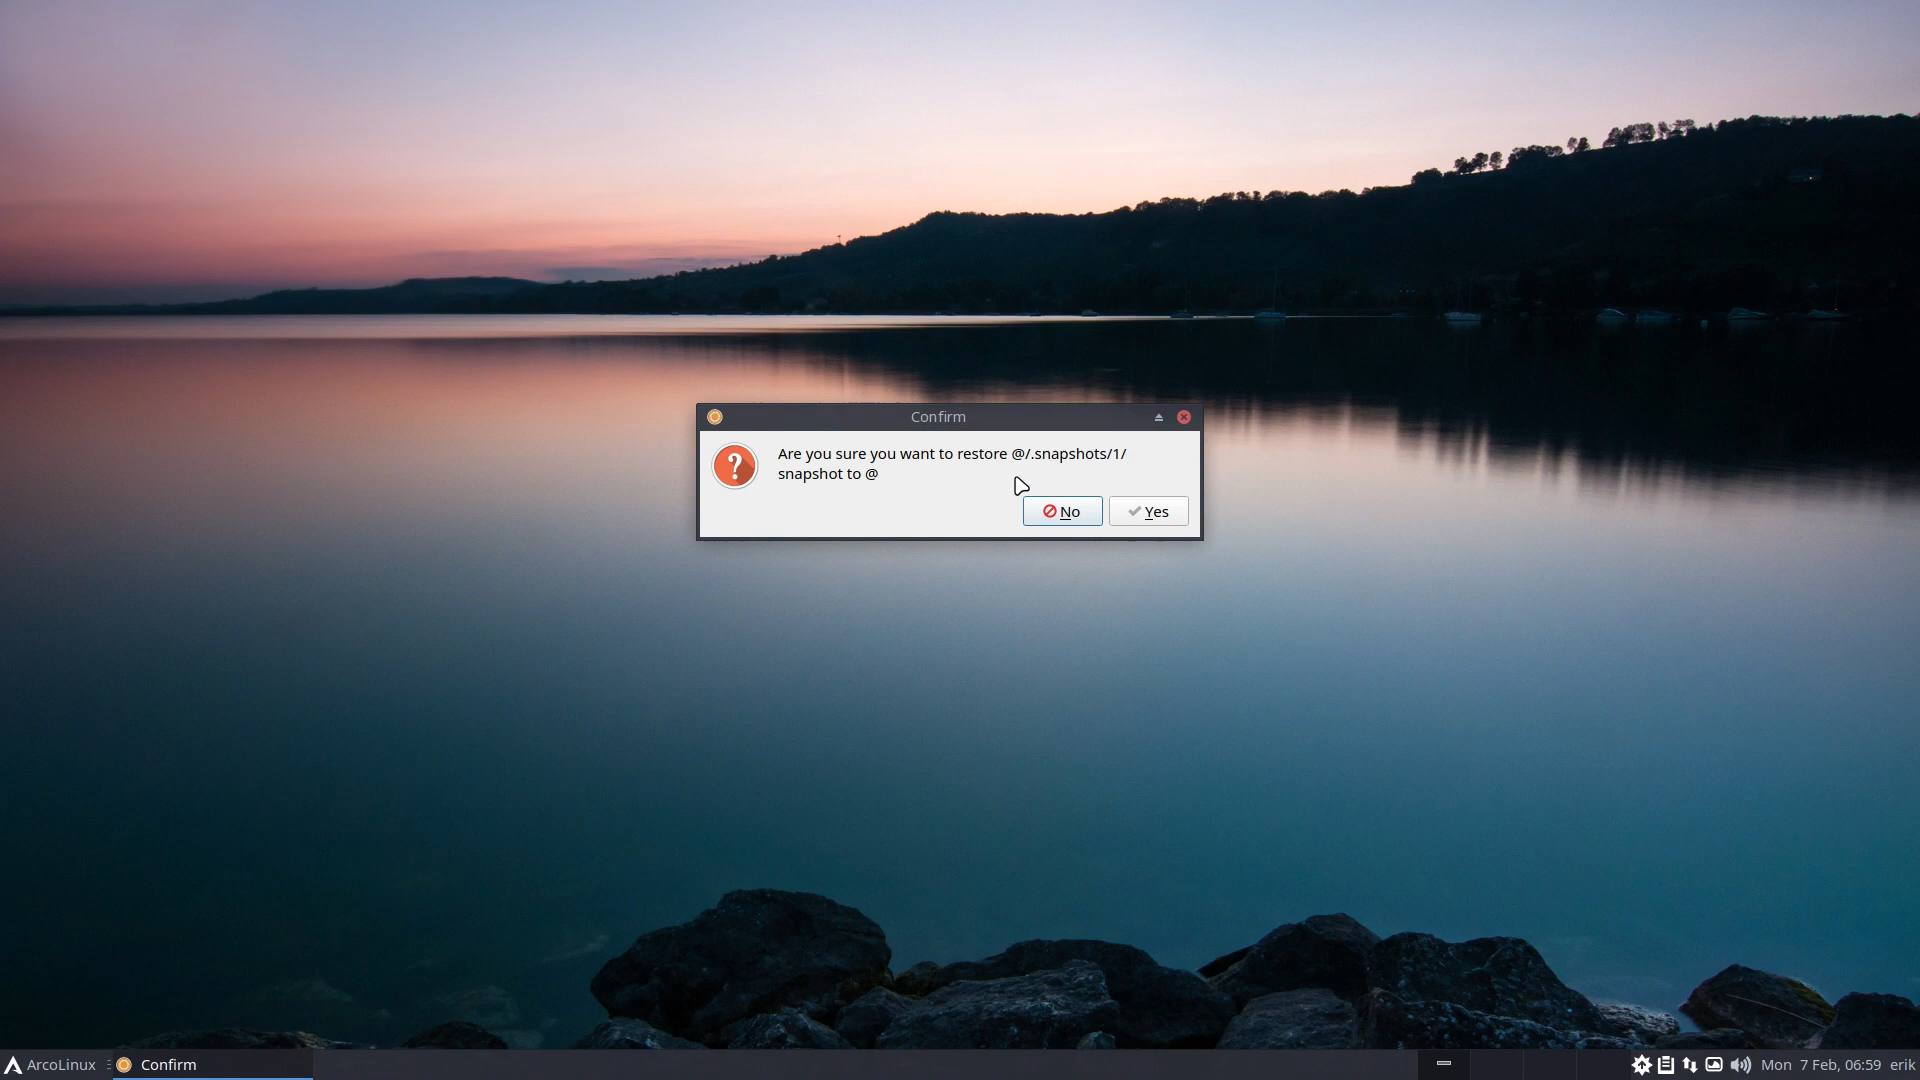 Confirm
Are you sure you want to restore @/.snapshots/1/
snapshot to @
No
Yes
ArcoLinux
Confirm
Mon 7 Feb, 06:59 erik